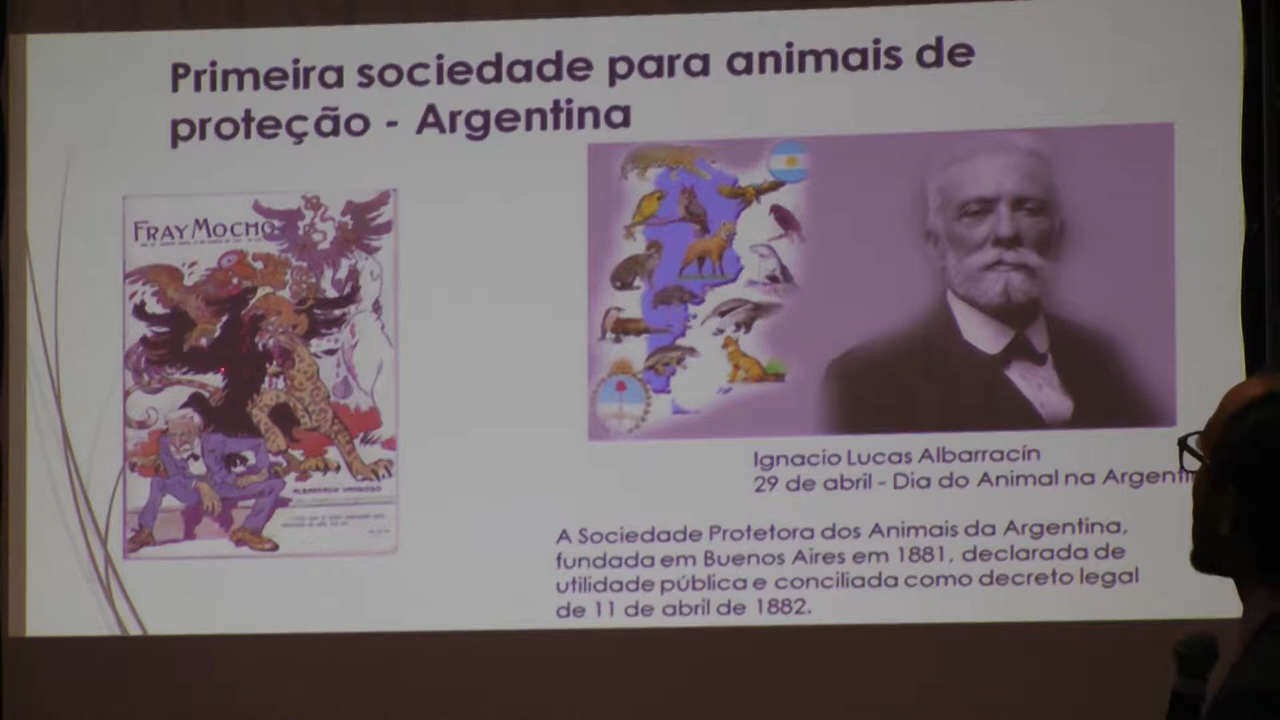 Primeira sociedade para animais de
proteção - Argentina
FRAY MOCHO
Ignacio Lucas Albarracín
29 de abril - Dia do Animal na Argenti
A Sociedade Protetora dos Animais da Argentina,
fundada em Buenos Aires em 1881, declarada de
utilidade pública e conciliada como decreto legal
de 11 de abril de 1882.